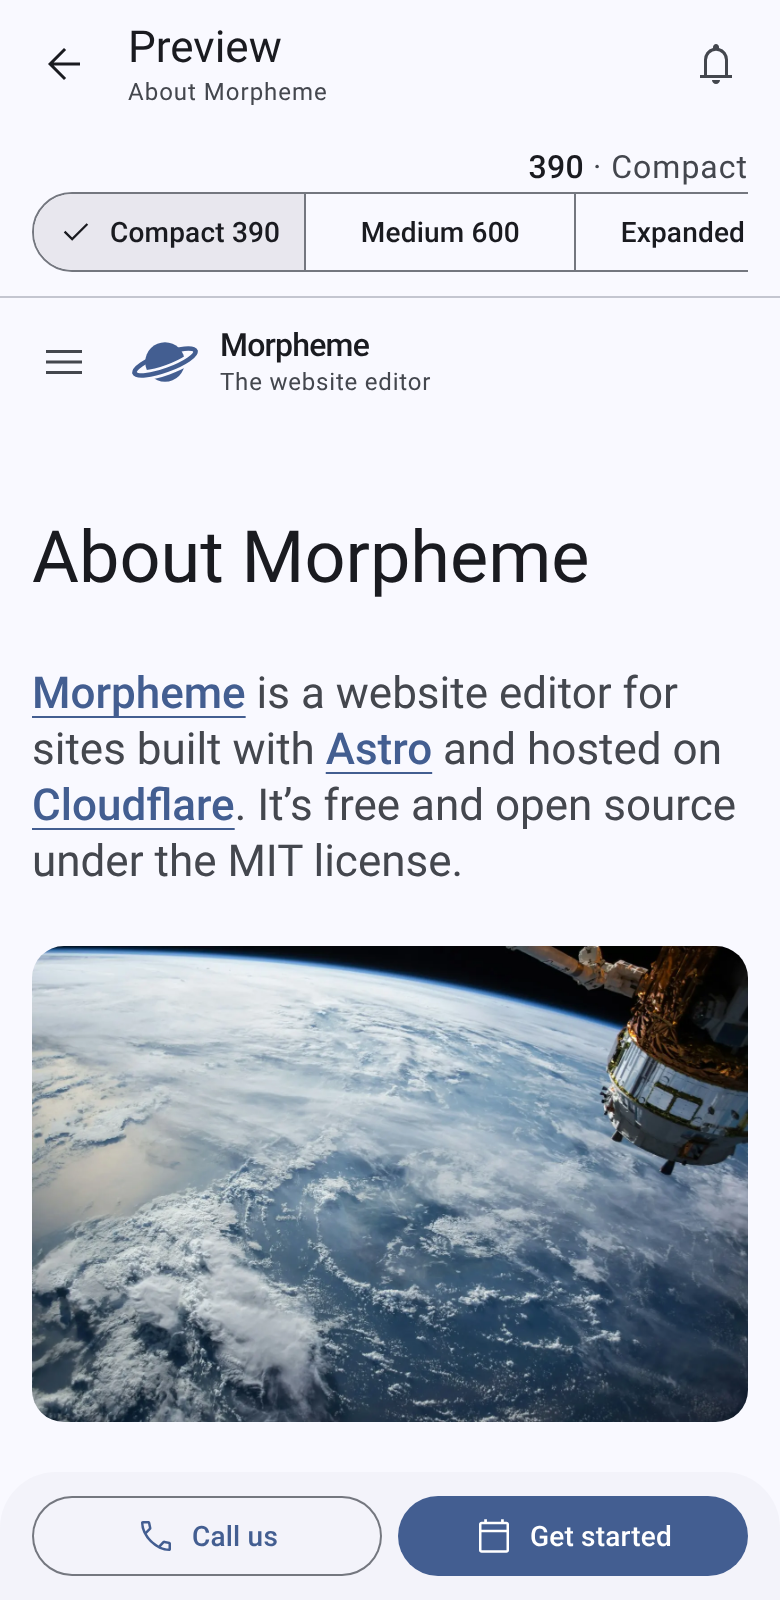 Preview
About Morpheme
390 · Compact
Compact 390
Medium 600
Expanded
Morpheme
The website editor
About Morpheme
Morpheme is a website editor for
sites built with Astro and hosted on
Cloudflare. It’s free and open source
under the MIT license.
Call us
Get started